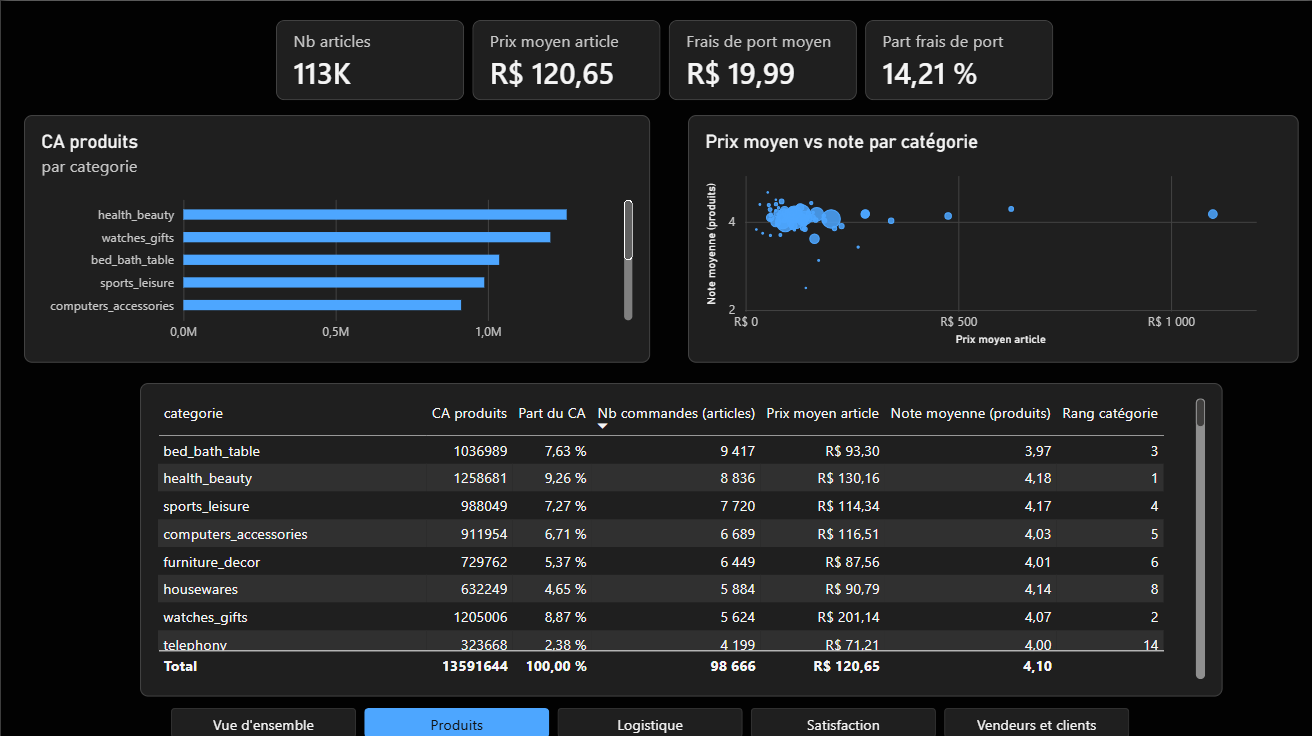 Nb articles
113K
Prix moyen article
R$ 120,65
Frais de port moyen
R$ 19,99
Part frais de port
14,21 %
CA produits
par categorie
health_beauty
watches_gifts
bed_bath_table
sports_leisure
computers_accessories
0,0M 0,5M 1,0M
Prix moyen vs note par catégorie
Note moyenne (produits)
4
2
R$ 0 R$ 500 R$ 1 000
Prix moyen article
categorie CA produits Part du CA Nb commandes (articles) Prix moyen article Note moyenne (produits) Rang catégorie
bed_bath_table 1036989 7,63 % 9 417 R$ 93,30 3,97 3
health_beauty 1258681 9,26 % 8 836 R$ 130,16 4,18 1
sports_leisure 988049 7,27 % 7 720 R$ 114,34 4,17 4
computers_accessories 911954 6,71 % 6 689 R$ 116,51 4,03 5
furniture_decor 729762 5,37 % 6 449 R$ 87,56 4,01 6
housewares 632249 4,65 % 5 884 R$ 90,79 4,14 8
watches_gifts 1205006 8,87 % 5 624 R$ 201,14 4,07 2
telephony 323668 2,38 % 4 199 R$ 71,21 4,00 14
Total 13591644 100,00 % 98 666 R$ 120,65 4,10
Vue d'ensemble Produits Logistique Satisfaction Vendeurs et clients